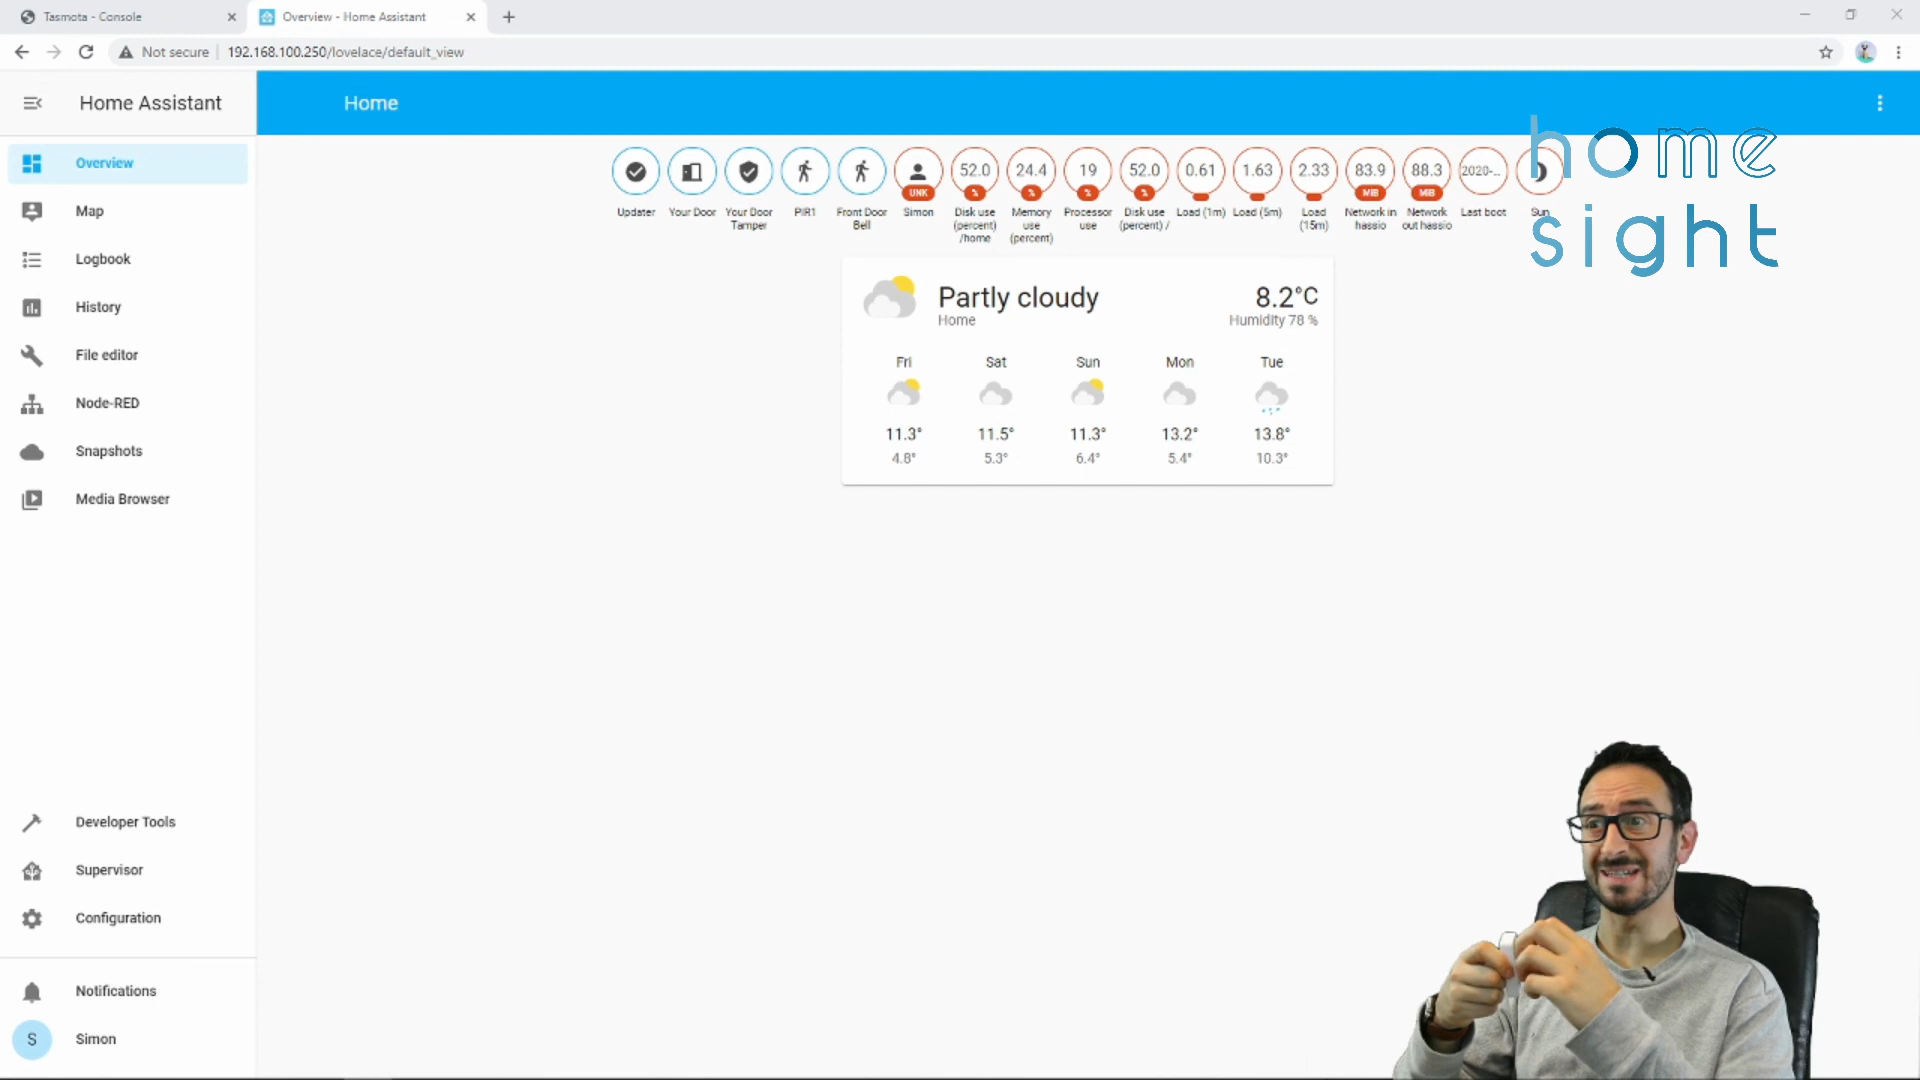 Tasmota - Console
Overview - Home Assistant
Not secure
192.168.100.250/lovelace/default_view
Home Assistant
Home
home
sight
Overview
Map
Logbook
History
File editor
Node-RED
Snapshots
Media Browser
Developer Tools
Supervisor
Configuration
Notifications
S
Simon
UNK
52.0
%
24.4
%
19
%
52.0
%
0.61
1.63
2.33
83.9
MiB
88.3
MiB
2020-...
Updater
Your Door
Your Door
Tamper
PIR1
Front Door
Bell
Simon
Disk use
(percent)
/home
Memory
use
(percent)
Processor
use
Disk use
(percent) /
Load (1m)
Load (5m)
Load
(15m)
Network in
hassio
Network
out hassio
Last boot
Sun
Partly cloudy
Home
8.2°C
Humidity 78 %
Fri Sat Sun Mon Tue
11.3° 11.5° 11.3° 13.2° 13.8°
4.8° 5.3° 6.4° 5.4° 10.3°